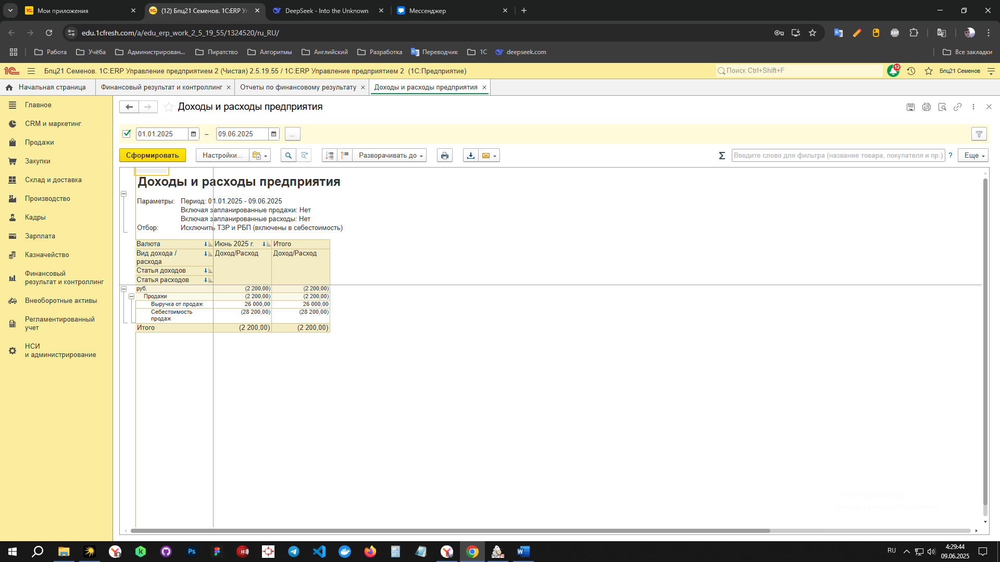 Мои приложения
(12) Бпц21 Семенов. 1С:ERP У
DeepSeek - Into the Unknown
Мессенджер
edu.1cfresh.com/a/edu_erp_work_2_5_19_55/1324520/ru_RU/
Работа
Учёба
Администрирован...
Пиратство
Алгоритмы
Английский
Разработка
Переводчик
1С
deepseek.com
Все закладки
Бпц21 Семенов. 1С:ERP Управление предприятием 2 (Чистая) 2.5.19.55 / 1С:ERP Управление предприятием 2 (1С:Предприятие)
Поиск Ctrl+Shift+F
12
Бпц21 Семенов
Начальная страница
Финансовый результат и контроллинг
Отчеты по финансовому результату
Доходы и расходы предприятия
Главное
CRM и маркетинг
Продажи
Закупки
Склад и доставка
Производство
Кадры
Зарплата
Казначейство
Финансовый
результат и контроллинг
Внеоборотные активы
Регламентированный
учет
НСИ
и администрирование
Доходы и расходы предприятия
01.01.2025 – 09.06.2025 ...
Сформировать
Настройки...
Разворачивать до
Введите слово для фильтра (название товара, покупателя и пр.)
?
Еще
Доходы и расходы предприятия
Параметры: Период: 01.01.2025 - 09.06.2025
Включая запланированные продажи: Нет
Включая запланированные расходы: Нет
Отбор: Исключить ТЗР и РБП (включены в себестоимость)
Валюта Июнь 2025 г. Итого
Вид дохода / расхода Доход/Расход Доход/Расход
Статья доходов
Статья расходов
руб. (2 200,00) (2 200,00)
Продажи (2 200,00) (2 200,00)
Выручка от продаж 26 000,00 26 000,00
Себестоимость продаж (28 200,00) (28 200,00)
Итого (2 200,00) (2 200,00)
RU
4:29:44
09.06.2025